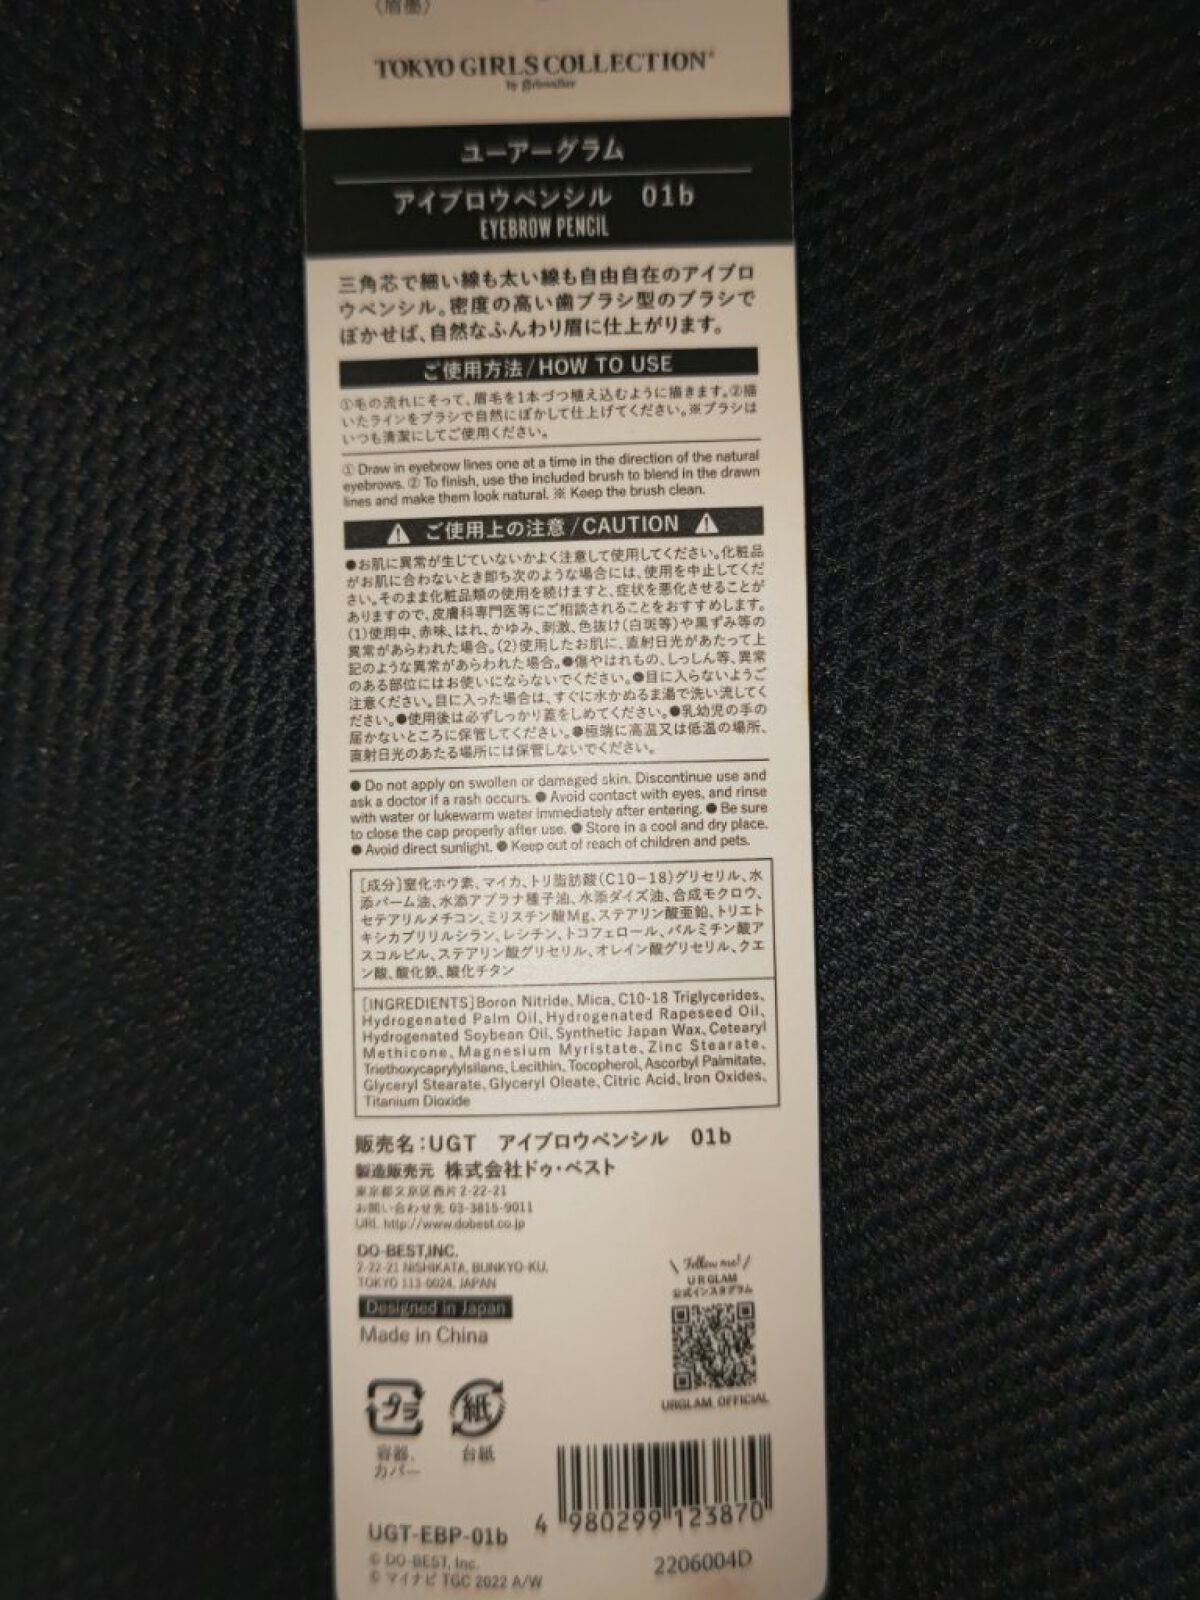 〈眉墨〉
TOKYO GIRLS COLLECTION
by girlswalker
ユーアーグラム
アイブロウペンシル 01b
EYEBROW PENCIL
三角芯で細い線も太い線も自由自在のアイブロ
ウペンシル。密度の高い歯ブラシ型のブラシで
ぼかせば、自然なふんわり眉に仕上がります。
ご使用方法/HOW TO USE
①毛の流れにそって、眉毛を1本づつ植え込むように描きます。②描
いたラインをブラシで自然にぼかして仕上げてください。※ブラシは
いつも清潔にしてご使用ください。
① Draw in eyebrow lines one at a time in the direction of the natural
eyebrows. ② To finish, use the included brush to blend in the drawn
lines and make them look natural. ※ Keep the brush clean.
ご使用上の注意/CAUTION
●お肌に異常が生じていないかよく注意して使用してください。化粧品
がお肌に合わないとき即ち次のような場合には、使用を中止してくだ
さい。そのまま化粧品類の使用を続けますと、症状を悪化させることが
ありますので、皮膚科専門医等にご相談されることをおすすめします。
(1)使用中、赤味、はれ、かゆみ、刺激、色抜け(白斑等)や黒ずみ等の
異常があらわれた場合。(2)使用したお肌に、直射日光があたって上
記のような異常があらわれた場合。●傷やはれもの、しっしん等、異常
のある部位にはお使いにならないでください。●目に入らないようご
注意ください。目に入った場合は、すぐに水かぬるま湯で洗い流してく
ださい。●使用後は必ずしっかり蓋をしめてください。●乳幼児の手の
届かないところに保管してください。●極端に高温又は低温の場所、
直射日光のあたる場所には保管しないでください。
● Do not apply on swollen or damaged skin. Discontinue use and
ask a doctor if a rash occurs. ● Avoid contact with eyes, and rinse
with water or lukewarm water immediately after entering. ● Be sure
to close the cap properly after use. ● Store in a cool and dry place.
● Avoid direct sunlight. ● Keep out of reach of children and pets.
[成分]窒化ホウ素、マイカ、トリ脂肪酸(C10-18)グリセリル、水
添パーム油、水添アブラナ種子油、水添ダイズ油、合成モクロウ、
セテアリルメチコン、ミリスチン酸Mg、ステアリン酸亜鉛、トリエト
キシカプリリルシラン、レシチン、トコフェロール、パルミチン酸ア
スコルビル、ステアリン酸グリセリル、オレイン酸グリセリル、クエ
ン酸、酸化鉄、酸化チタン
[INGREDIENTS]Boron Nitride, Mica, C10-18 Triglycerides,
Hydrogenated Palm Oil, Hydrogenated Rapeseed Oil,
Hydrogenated Soybean Oil, Synthetic Japan Wax, Cetearyl
Methicone, Magnesium Myristate, Zinc Stearate,
Triethoxycaprylylsilane, Lecithin, Tocopherol, Ascorbyl Palmitate,
Glyceryl Stearate, Glyceryl Oleate, Citric Acid, Iron Oxides,
Titanium Dioxide
販売名:UGT アイブロウペンシル 01b
製造販売元 株式会社ドゥ・ベスト
東京都文京区西片2-22-21
お問い合わせ先 03-3815-9011
URL http://www.dobest.co.jp
DO-BEST,INC.
2-22-21 NISHIKATA, BUNKYO-KU,
TOKYO 113-0024, JAPAN
Designed in Japan
Made in China
Follow me!
U R GLAM
公式インスタグラム
URGLAM_OFFICIAL
プラ
容器、
カバー
紙
台紙
4 980299 123870
UGT-EBP-01b
© DO-BEST, Inc.
© マイナビ TGC 2022 A/W
2206004D